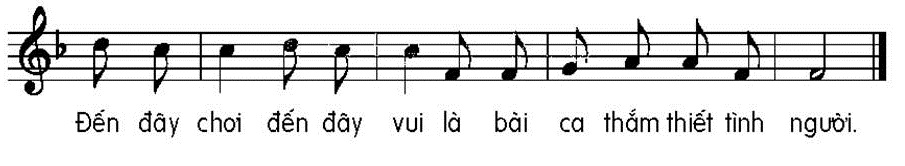 Đến đây chơi đến đây vui là bài ca thắm thiết tình người.